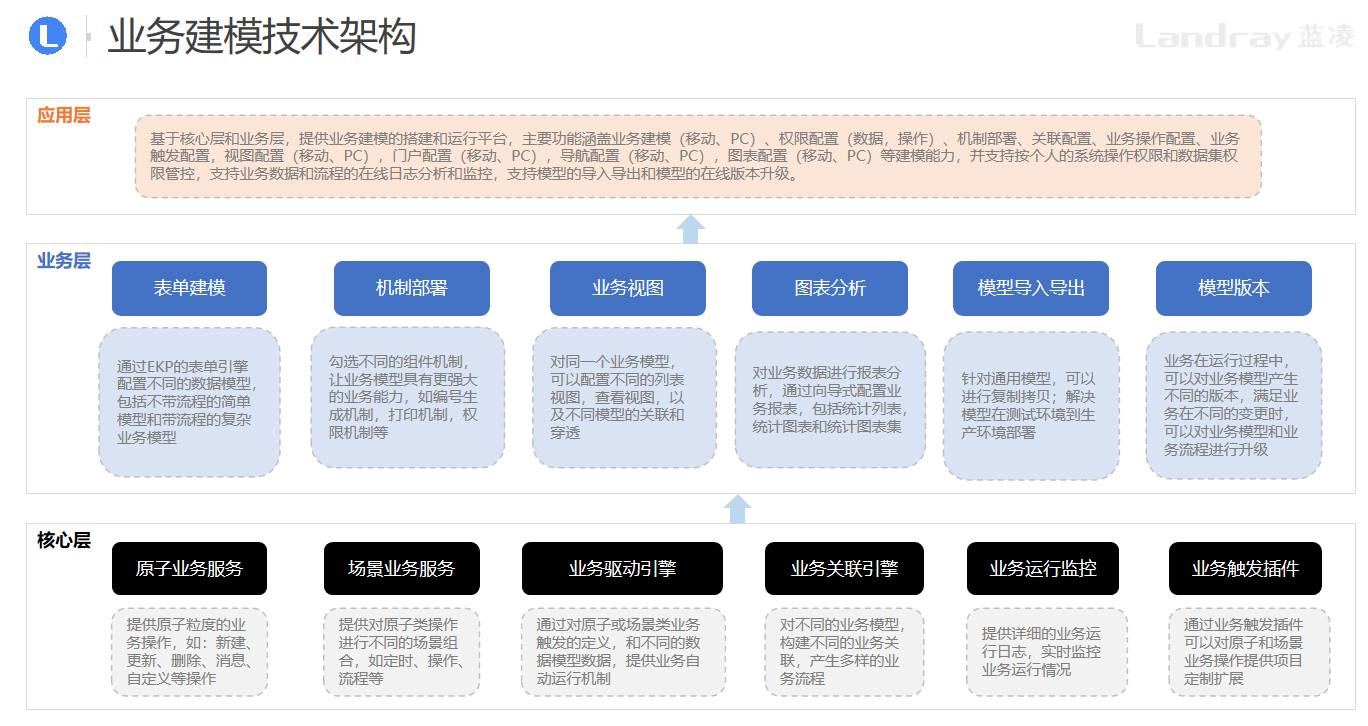 L
业务建模技术架构
Landray 蓝凌
应用层
基于核心层和业务层，提供业务建模的搭建和运行平台，主要功能涵盖业务建模（移动、PC）、权限配置（数据，操作）、机制部署、关联配置、业务操作配置、业务
触发配置，视图配置（移动、PC），门户配置（移动、PC），导航配置（移动、PC），图表配置（移动、PC）等建模能力，并支持按个人的系统操作权限和数据集权
限管控，支持业务数据和流程的在线日志分析和监控，支持模型的导入导出和模型的在线版本升级。
业务层
表单建模
机制部署
业务视图
图表分析
模型导入导出
模型版本
通过EKP的表单引擎
配置不同的数据模型，
包括不带流程的简单
模型和带流程的复杂
业务模型
勾选不同的组件机制，
让业务模型具有更强大
的业务能力，如编号生
成机制，打印机制，权
限机制等
对同一个业务模型，
可以配置不同的列表
视图，查看视图，以
及不同模型的关联和
穿透
对业务数据进行报表分
析，通过向导式配置业
务报表，包括统计列表，
统计图表和统计图表集
针对通用模型，可以
进行复制拷贝；解决
模型在测试环境到生
产环境部署
业务在运行过程中，
可以对业务模型产生
不同的版本，满足业
务在不同的变更时，
可以对业务模型和业
务流程进行升级
核心层
原子业务服务
场景业务服务
业务驱动引擎
业务关联引擎
业务运行监控
业务触发插件
提供原子粒度的业
务操作，如：新建、
更新、删除、消息、
自定义等操作
提供对原子类操作
进行不同的场景组
合，如定时、操作、
流程等
通过对原子或场景类业务
触发的定义，和不同的数
据模型数据，提供业务自
动运行机制
对不同的业务模型，
构建不同的业务关
联，产生多样的业
务流程
提供详细的业务运
行日志，实时监控
业务运行情况
通过业务触发插件
可以对原子和场景
业务操作提供项目
定制扩展